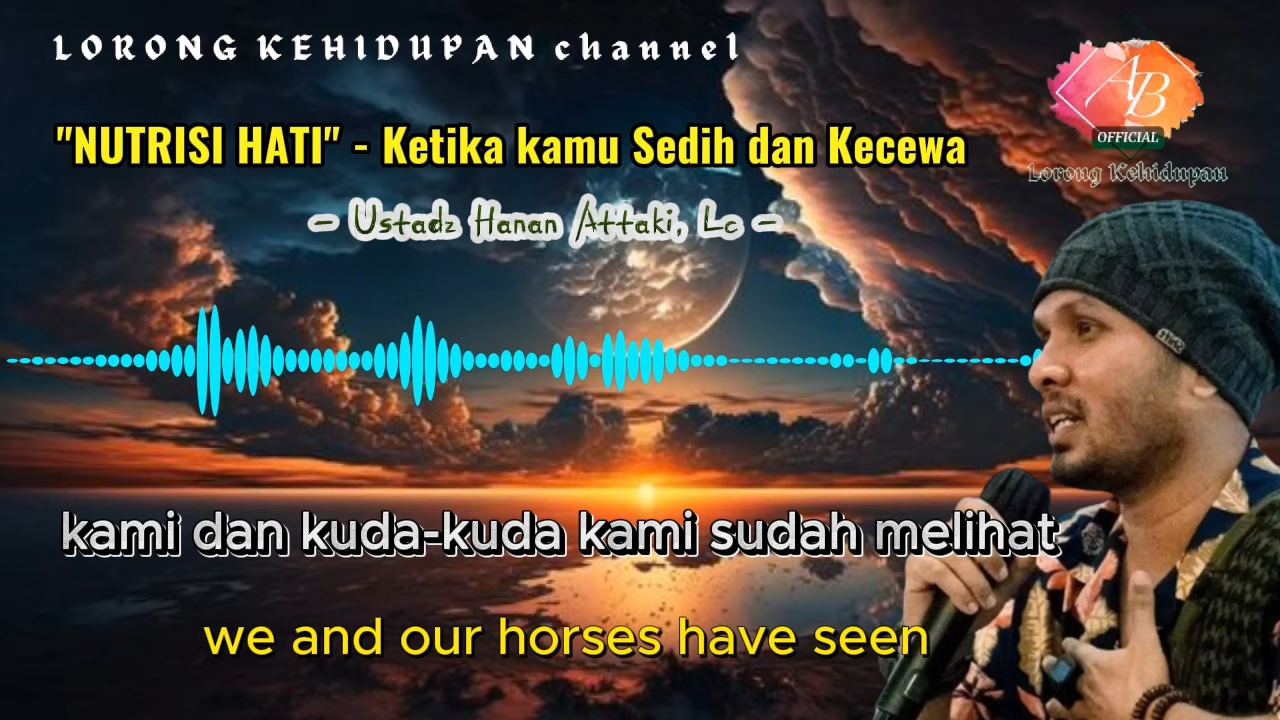 LORONG KEHIDUPAN channel
AB
OFFICIAL
Lorong Kehidupan
"NUTRISI HATI" - Ketika kamu Sedih dan Kecewa
- Ustadz Hanan Attaki, Lc -
kami dan kuda-kuda kami sudah melihat
we and our horses have seen